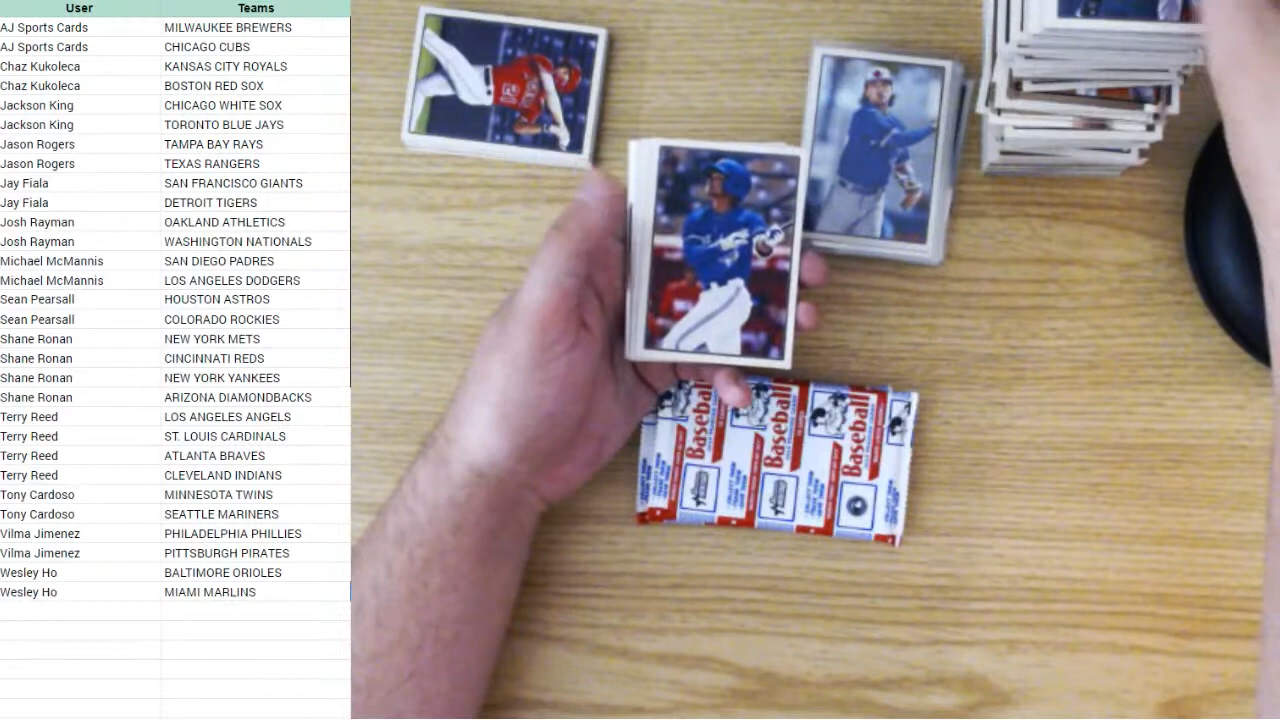 User Teams
AJ Sports Cards MILWAUKEE BREWERS
AJ Sports Cards CHICAGO CUBS
Chaz Kukoleca KANSAS CITY ROYALS
Chaz Kukoleca BOSTON RED SOX
Jackson King CHICAGO WHITE SOX
Jackson King TORONTO BLUE JAYS
Jason Rogers TAMPA BAY RAYS
Jason Rogers TEXAS RANGERS
Jay Fiala SAN FRANCISCO GIANTS
Jay Fiala DETROIT TIGERS
Josh Rayman OAKLAND ATHLETICS
Josh Rayman WASHINGTON NATIONALS
Michael McMannis SAN DIEGO PADRES
Michael McMannis LOS ANGELES DODGERS
Sean Pearsall HOUSTON ASTROS
Sean Pearsall COLORADO ROCKIES
Shane Ronan NEW YORK METS
Shane Ronan CINCINNATI REDS
Shane Ronan NEW YORK YANKEES
Shane Ronan ARIZONA DIAMONDBACKS
Terry Reed LOS ANGELES ANGELS
Terry Reed ST. LOUIS CARDINALS
Terry Reed ATLANTA BRAVES
Terry Reed CLEVELAND INDIANS
Tony Cardoso MINNESOTA TWINS
Tony Cardoso SEATTLE MARINERS
Vilma Jimenez PHILADELPHIA PHILLIES
Vilma Jimenez PITTSBURGH PIRATES
Wesley Ho BALTIMORE ORIOLES
Wesley Ho MIAMI MARLINS
Baseball
Baseball
Baseball